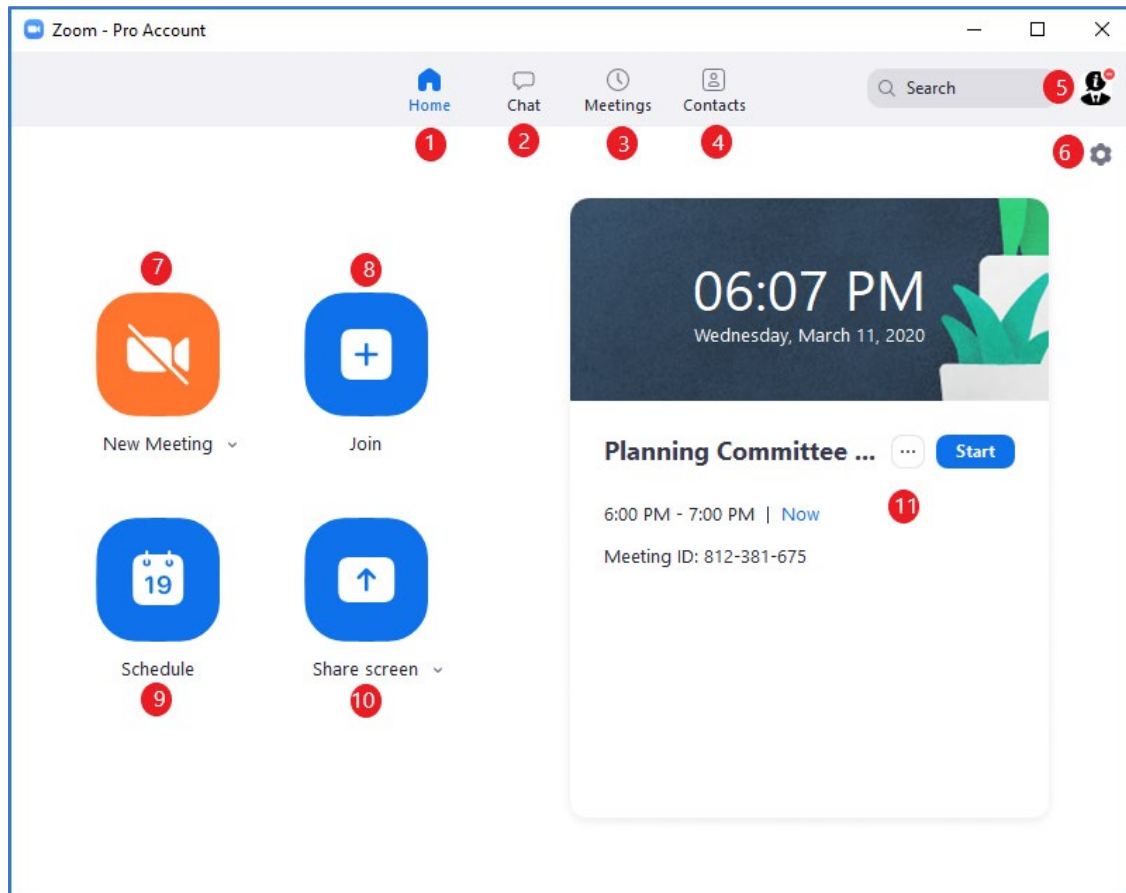 Zoom - Pro Account
Home
Chat
Meetings
Contacts
Search
5
1
2
3
4
6
7
8
06:07 PM
Wednesday, March 11, 2020
New Meeting
Join
Planning Committee ... ... Start
11
6:00 PM - 7:00 PM | Now
Meeting ID: 812-381-675
19
Schedule
Share screen
9
10